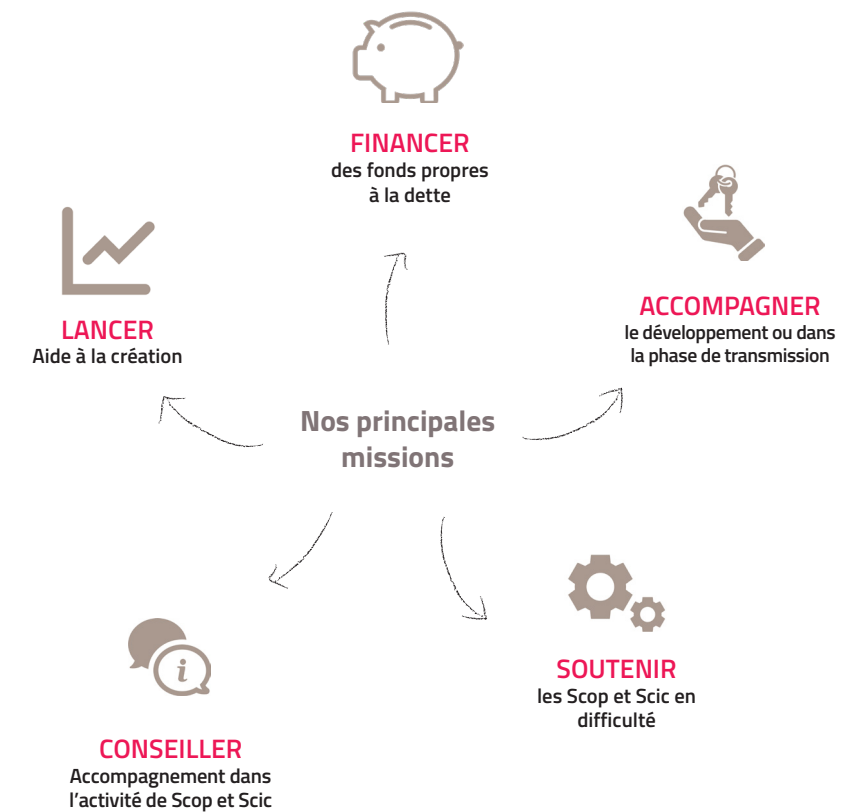 FINANCER
des fonds propres
à la dette
LANCER
Aide à la création
ACCOMPAGNER
le développement ou dans
la phase de transmission
Nos principales
missions
CONSEILLER
Accompagnement dans
l'activité de Scop et Scic
SOUTENIR
les Scop et Scic en
difficulté